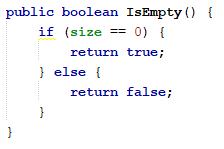 public boolean IsEmpty() {
if (size == 0) {
return true;
} else {
return false;
}
}